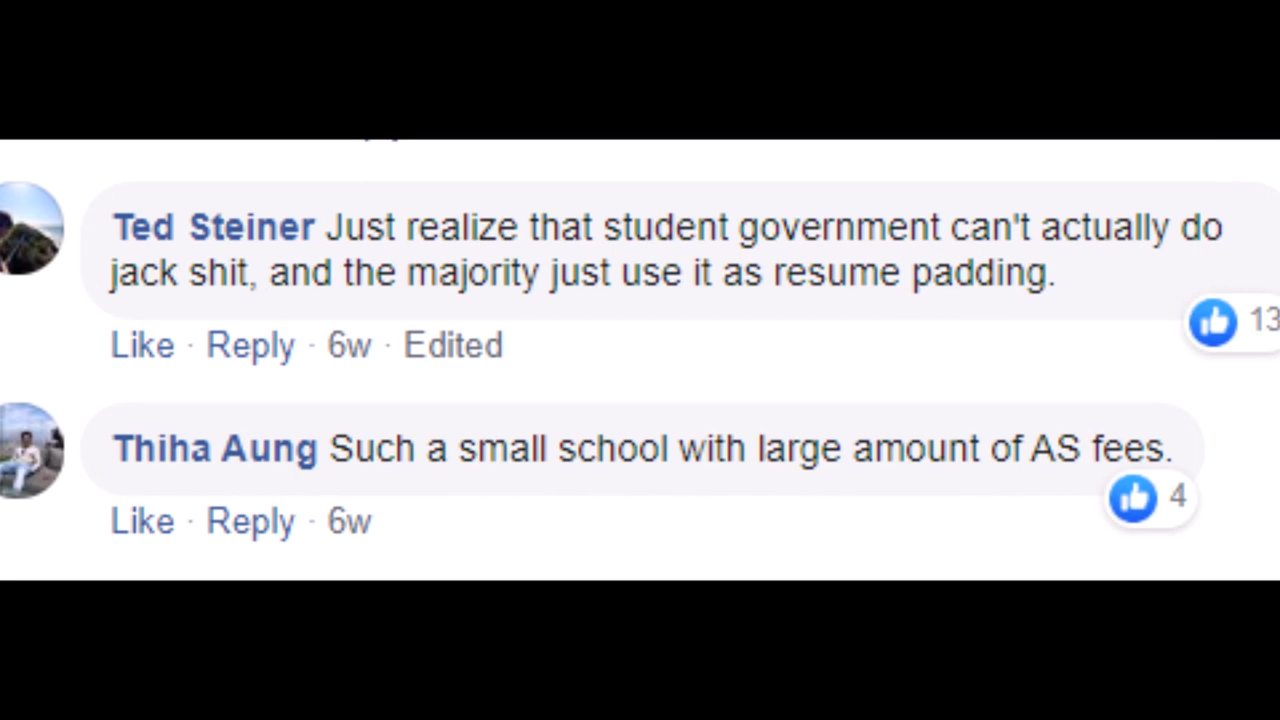 Ted Steiner Just realize that student government can't actually do
jack shit, and the majority just use it as resume padding.
13
Like · Reply · 6w · Edited
Thiha Aung Such a small school with large amount of AS fees.
4
Like · Reply · 6w